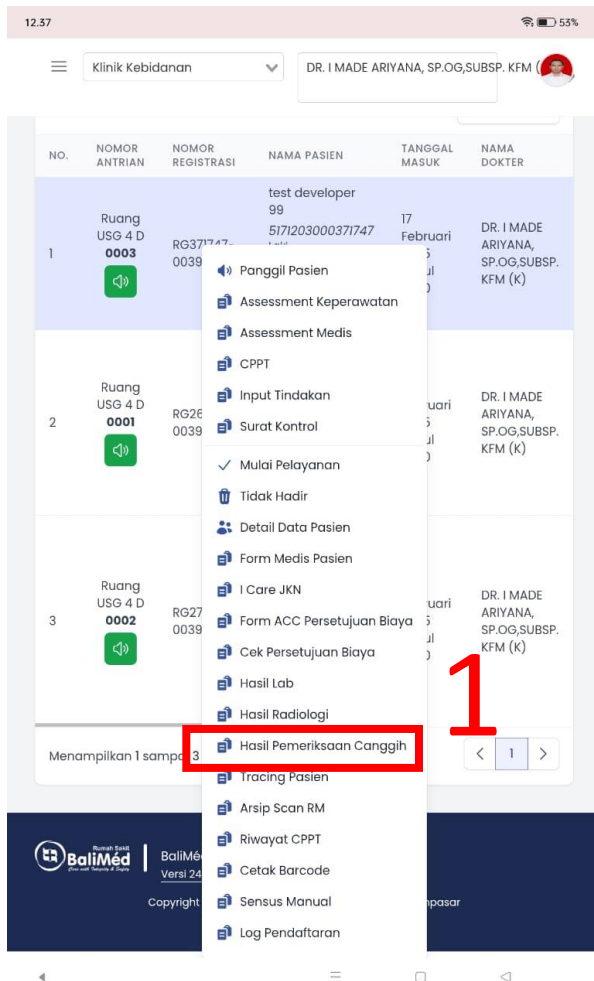 12.37
53%
Klinik Kebidanan
DR. I MADE ARIYANA, SP.OG,SUBSP. KFM (
NO.
NOMOR ANTRIAN
NOMOR REGISTRASI
NAMA PASIEN
TANGGAL MASUK
NAMA DOKTER
1
Ruang
USG 4 D
0003
RG371747-
0039
test developer
99
5171203000371747
17
Februari
DR. I MADE
ARIYANA,
SP.OG,SUBSP.
KFM (K)
Panggil Pasien
Assessment Keperawatan
Assessment Medis
CPPT
Input Tindakan
Surat Kontrol
Mulai Pelayanan
Tidak Hadir
Detail Data Pasien
Form Medis Pasien
I Care JKN
Form ACC Persetujuan Biaya
Cek Persetujuan Biaya
Hasil Lab
Hasil Radiologi
Hasil Pemeriksaan Canggih
Tracing Pasien
Arsip Scan RM
Riwayat CPPT
Cetak Barcode
Sensus Manual
Log Pendaftaran
2
Ruang
USG 4 D
0001
RG26
0039
uari
DR. I MADE
ARIYANA,
SP.OG,SUBSP.
KFM (K)
3
Ruang
USG 4 D
0002
RG27
0039
uari
DR. I MADE
ARIYANA,
SP.OG,SUBSP.
KFM (K)
1
Menampilkan 1 sampai 3
< 1 >
Rumah Sakit
BaliMéd
Care with Integrity & Safety
BaliMé
Versi 24
Copyright
npasar